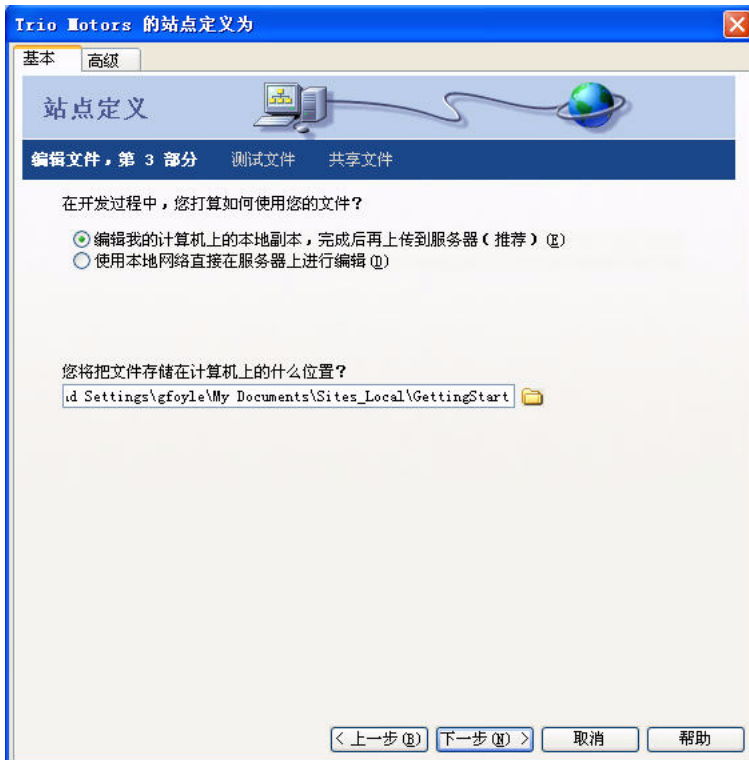 Trio Motors 的站点定义为
基本 高级
站点定义
编辑文件，第 3 部分 测试文件 共享文件
在开发过程中，您打算如何使用您的文件？
编辑我的计算机上的本地副本，完成后再上传到服务器（推荐）(E)
使用本地网络直接在服务器上进行编辑(D)
您将把文件存储在计算机上的什么位置？
d Settings\gfoyle\My Documents\Sites_Local\GettingStart
< 上一步(B) 下一步(N) > 取消 帮助